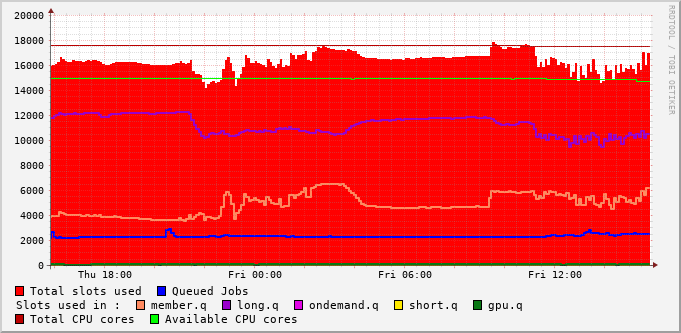 20000
18000
16000
14000
12000
10000
8000
6000
4000
2000
0
Thu 18:00 Fri 00:00 Fri 06:00 Fri 12:00
Total slots used Queued Jobs
Slots used in : member.q long.q ondemand.q short.q gpu.q
Total CPU cores Available CPU cores
RRDTOOL / TOBI OETIKER